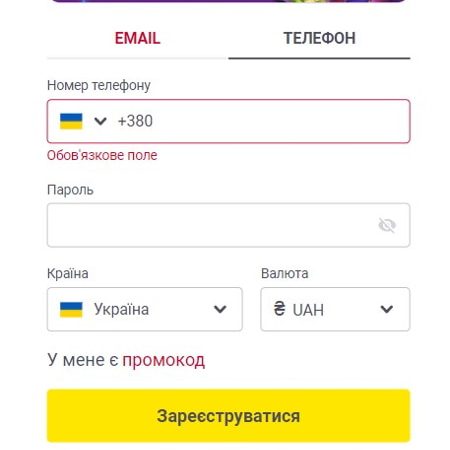 EMAIL ТЕЛЕФОН
Номер телефону
+380
Обов'язкове поле
Пароль
Країна Валюта
Україна ₴ UAH
У мене є промокод
Зареєструватися